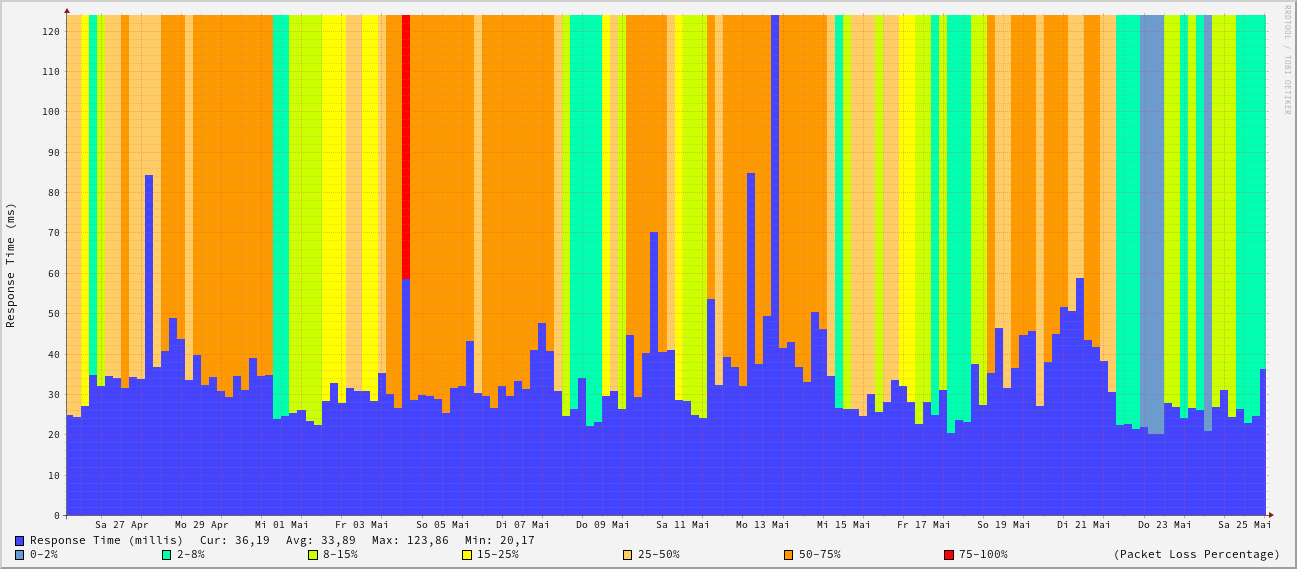 RRDTOOL / TOBI OETIKER
Response Time (ms)
120
110
100
90
80
70
60
50
40
30
20
10
0
Sa 27 Apr Mo 29 Apr Mi 01 Mai Fr 03 Mai So 05 Mai Di 07 Mai Do 09 Mai Sa 11 Mai Mo 13 Mai Mi 15 Mai Fr 17 Mai So 19 Mai Di 21 Mai Do 23 Mai Sa 25 Mai
Response Time (millis) Cur: 36,19 Avg: 33,89 Max: 123,86 Min: 20,17
0-2% 2-8% 8-15% 15-25% 25-50% 50-75% 75-100% (Packet Loss Percentage)